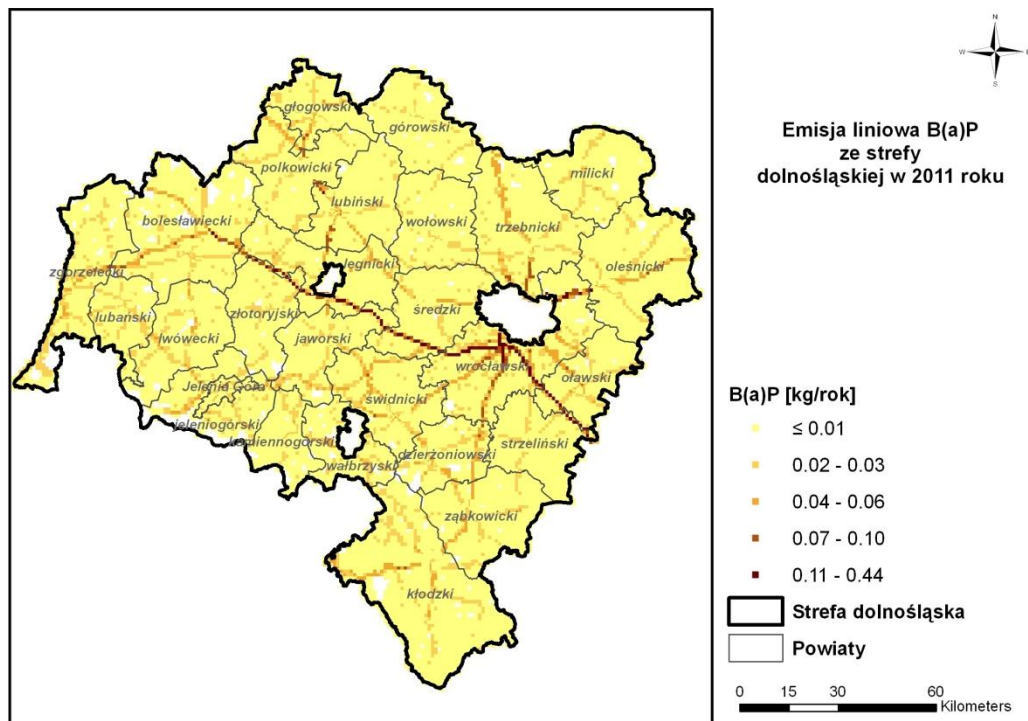 N
W
E
S
Emisja liniowa B(a)P
ze strefy
dolnośląskiej w 2011 roku
głogowski
górowski
polkowicki
milicki
lubiński
wołowski
trzebnicki
bolesławiecki
legnicki
oleśnicki
zgorzelecki
średzki
lubański
złotoryjski
lwówecki
jaworski
wrocławski
oławski
Jelenia Góra
świdnicki
jeleniogórski
kamiennogórski
strzeliński
dzierżoniowski
wałbrzyski
ząbkowicki
kłodzki
B(a)P [kg/rok]
≤ 0.01
0.02 - 0.03
0.04 - 0.06
0.07 - 0.10
0.11 - 0.44
Strefa dolnośląska
Powiaty
0 15 30 60
Kilometers